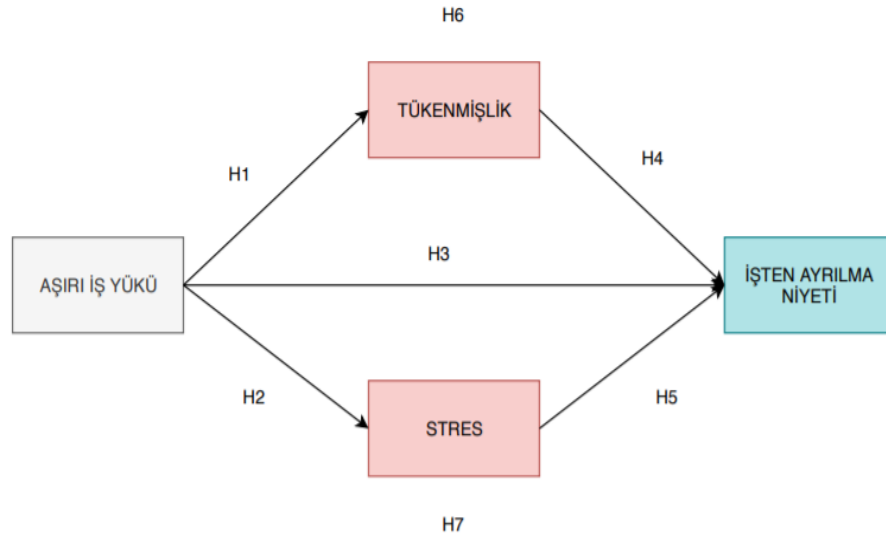 H6
TÜKENMİŞLİK
H1
H4
AŞIRI İŞ YÜKÜ
H3
İŞTEN AYRILMA
NİYETİ
H2
H5
STRES
H7